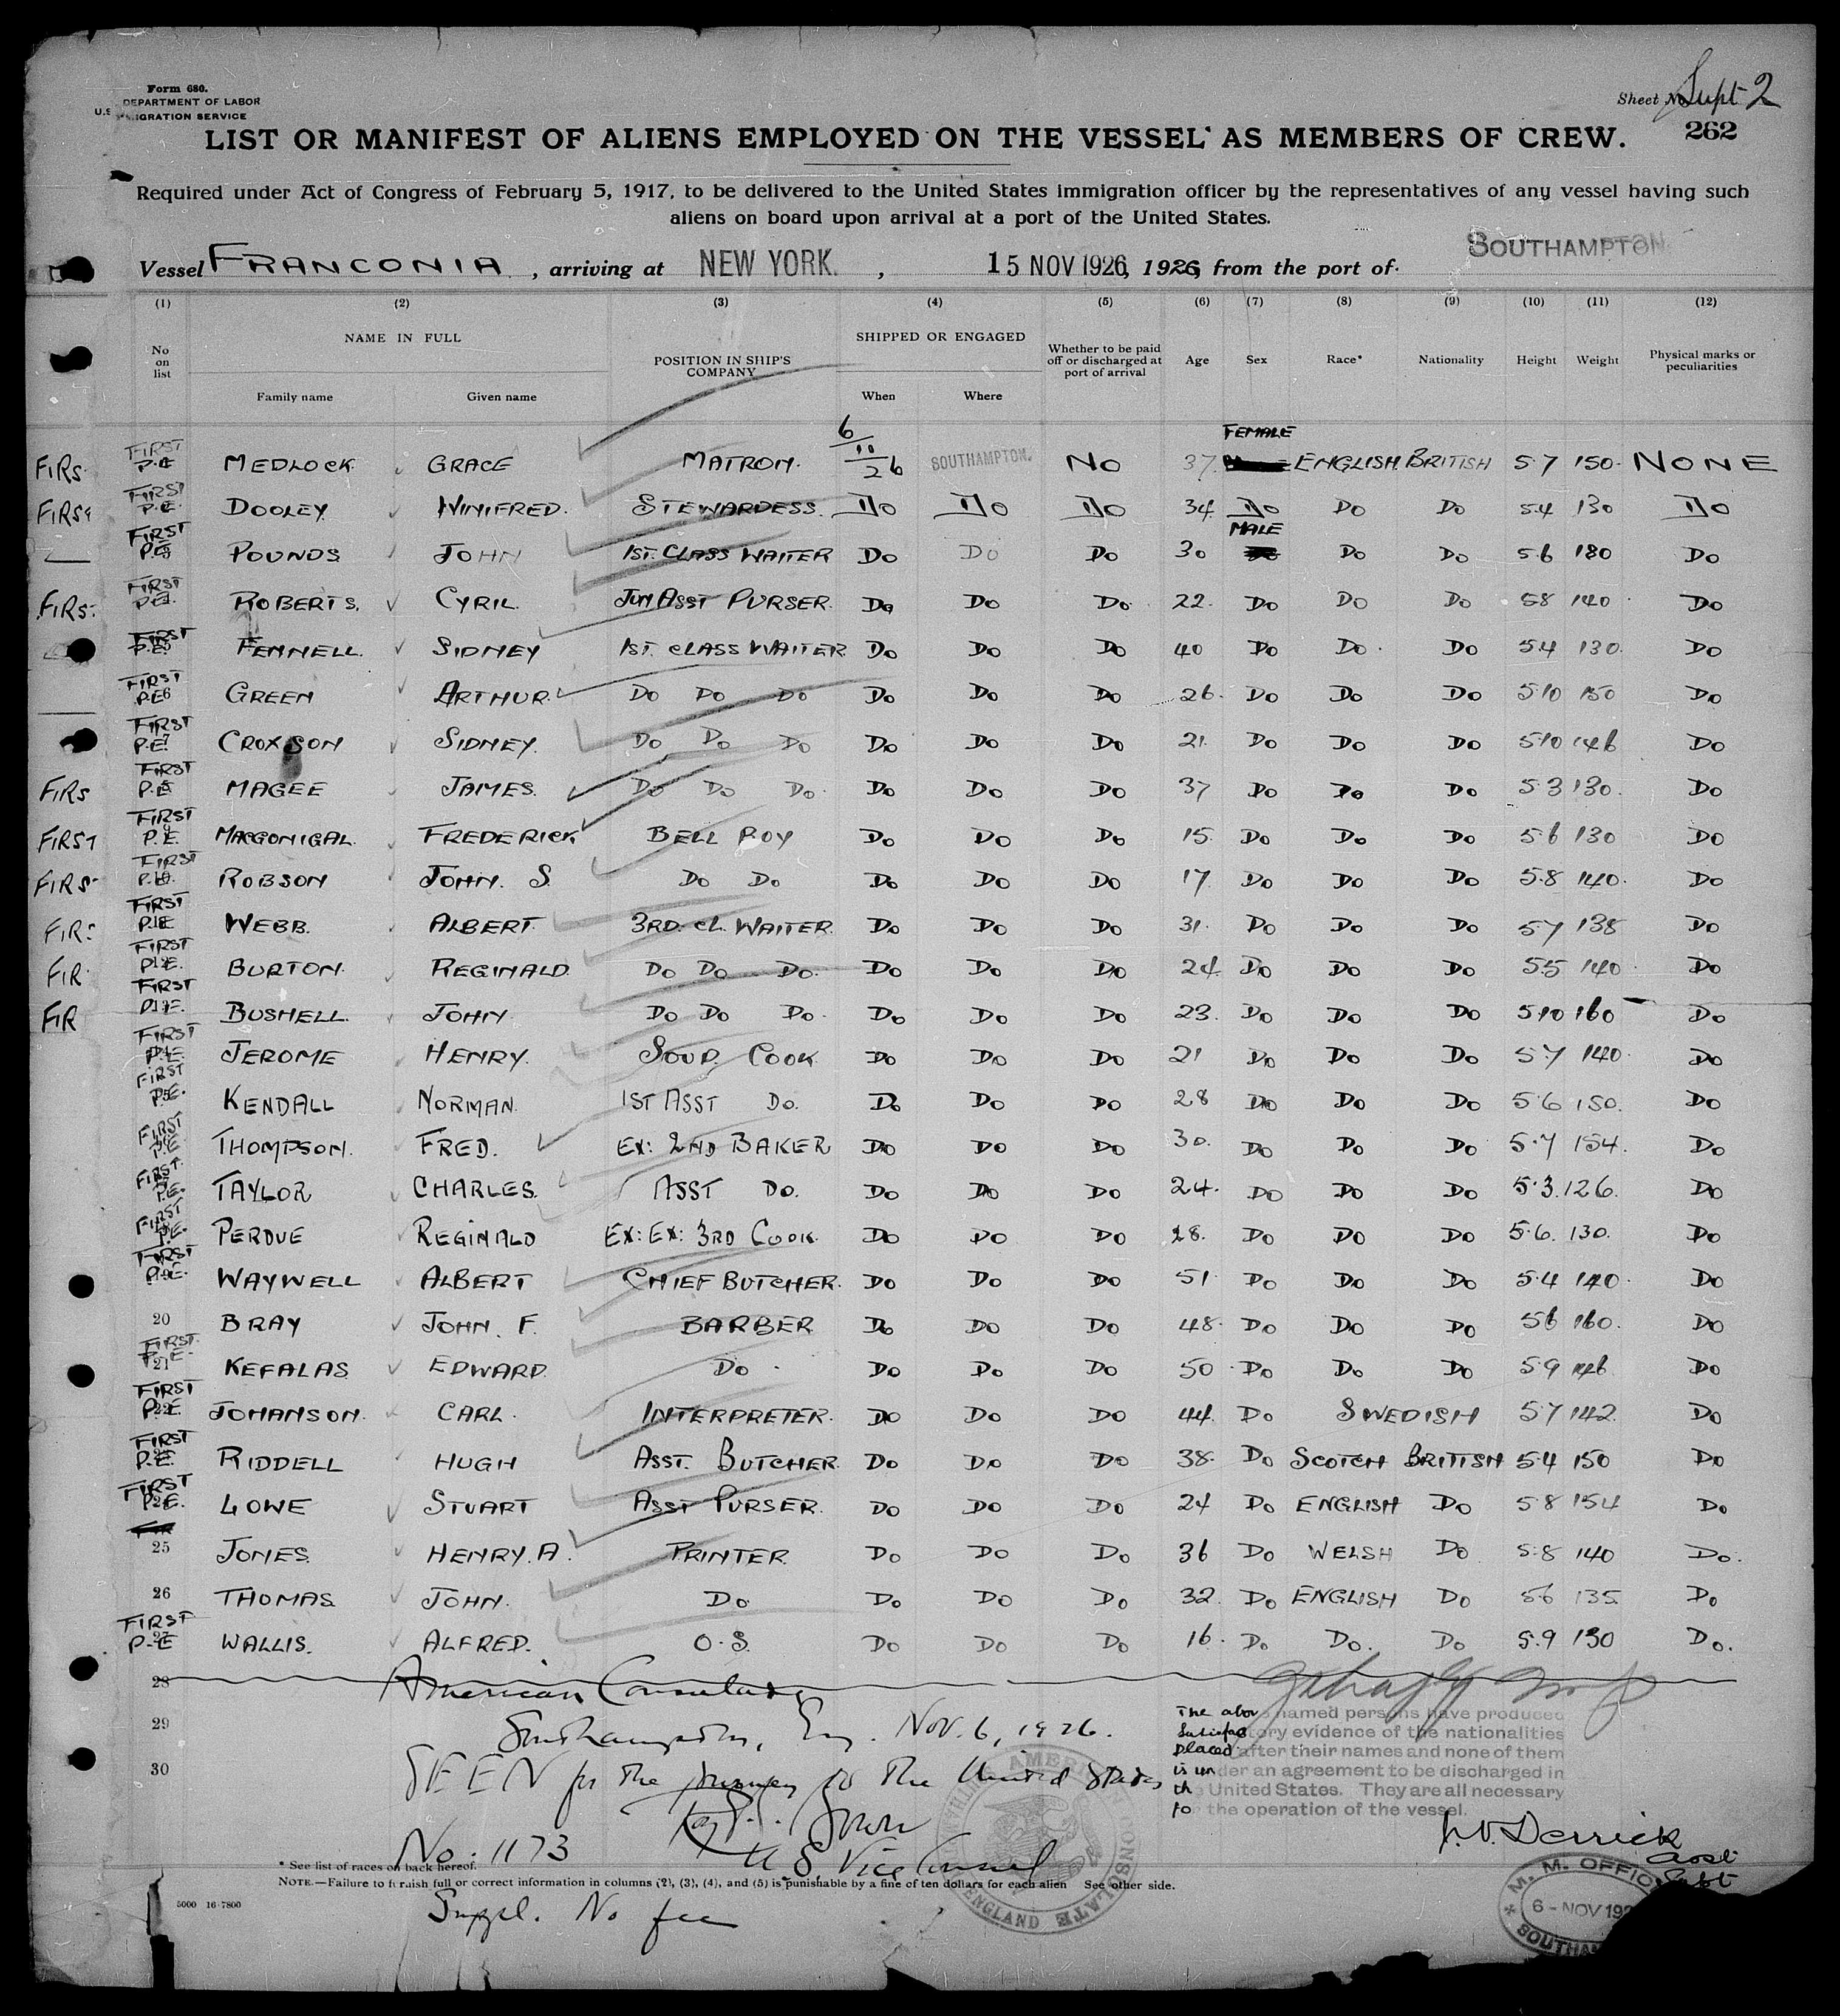 Form 680.
U.S. DEPARTMENT OF LABOR
IMMIGRATION SERVICE
Sheet No. Supt 2
262
LIST OR MANIFEST OF ALIENS EMPLOYED ON THE VESSEL AS MEMBERS OF CREW.
Required under Act of Congress of February 5, 1917, to be delivered to the United States immigration officer by the representatives of any vessel having such
aliens on board upon arrival at a port of the United States.
Vessel FRANCONIA, arriving at NEW YORK, 15 NOV 1926, 1926, from the port of SOUTHAMPTON
(1) (2) (3) (4) (5) (6) (7) (8) (9) (10) (11) (12)
No on list NAME IN FULL Family name Given name POSITION IN SHIP'S COMPANY SHIPPED OR ENGAGED When Where Whether to be paid off or discharged at port of arrival Age Sex Race* Nationality Height Weight Physical marks or peculiarities
FIRS FIRST P.E. MEDLOCK GRACE MATRON. 6/11/26 SOUTHAMPTON. NO 37 FEMALE ENGLISH BRITISH 5.7 150 NONE
FIRST FIRST P.E. DOOLEY WINIFRED. STEWARDESS. DO DO DO 34 DO DO DO 5.4 130 DO
FIRST P.E. POUNDS JOHN 1ST. CLASS WAITER DO DO DO 30 MALE DO DO 5.6 180 DO
FIRS FIRST P.E. ROBERTS. CYRIL. JUN ASST PURSER. DO DO DO 22 DO DO DO 5.8 140 DO
FIRST P.E. FENNELL. SIDNEY 1ST. CLASS WAITER DO DO DO 40 DO DO DO 5.4 130 DO
FIRST P.E. 6 GREEN ARTHUR. DO DO DO DO DO DO 26 DO DO DO 5.10 150 DO
FIRST P.E. 7 CROXSON SIDNEY. DO DO DO DO DO DO 21 DO DO DO 5.10 146 DO
FIRS FIRST P.E. MAGEE JAMES. DO DO DO DO DO DO 37 DO DO DO 5.3 130 DO
FIRST FIRST P.E. MACGONIGAL FREDERICK BELL BOY DO DO DO 15 DO DO DO 5.6 130 DO
FIRS FIRST P.E. ROBSON JOHN. S. DO DO DO DO DO 17 DO DO DO 5.8 140 DO
FIRS FIRST P.E. WEBB. ALBERT. 3RD. CL. WAITER. DO DO DO 31 DO DO DO 5.7 138 DO
FIR FIRST P.E. BURTON. REGINALD. DO DO DO DO DO DO 24 DO DO DO 5.5 140 DO
FIR FIRST P.E. BUSHELL. JOHN DO DO DO DO DO DO 23 DO DO DO 5.10 160 DO
FIRST P.E. JEROME HENRY. SOUP COOK DO DO DO 21 DO DO DO 5.7 140 DO
FIRST P.E. KENDALL NORMAN. 1ST ASST DO. DO DO DO 28 DO DO DO 5.6 150 DO
FIRST P.E. THOMPSON. FRED. EX: 2ND BAKER DO DO DO 30 DO DO DO 5.7 154 DO
FIRST P.E. TAYLOR CHARLES. ASST DO. DO DO DO 24 DO DO DO 5.3 126 DO
FIRST P.E. PERDUE REGINALD EX: EX: 3RD COOK. DO DO DO 28 DO DO DO 5.6 130 DO
FIRST P.E. WAYWELL ALBERT CHIEF BUTCHER. DO DO DO 51 DO DO DO 5.4 140 DO
20 BRAY JOHN. F. BARBER DO DO DO 48 DO DO DO 5.6 160 DO
FIRST P.E. 21 KEFALAS EDWARD. DO DO DO DO 50 DO DO DO 5.9 146 DO
FIRST P.E. 22 JOHANSON. CARL. INTERPRETER. DO DO DO 44 DO SWEDISH 5.7 142 DO
FIRST P.E. RIDDELL HUGH ASST. BUTCHER. DO DO DO 38 DO SCOTCH BRITISH 5.4 150 DO
FIRST P.E. LOWE STUART ASST PURSER. DO DO DO 24 DO ENGLISH DO 5.8 154 DO
25 JONES. HENRY. A. PRINTER. DO DO DO 36 DO WELSH DO 5.8 140 DO.
26 THOMAS. JOHN. DO DO DO DO 32 DO ENGLISH DO 5.6 135 DO
FIRST P.E. 27 WALLIS. ALFRED. O.S. DO DO DO 16 DO DO. DO 5.9 130 DO.
28 American Consulate
29 Southampton, Eng. Nov. 6, 1926.
30 SEEN for the journey to the United States
U.S. Vice Consul
No. 1173
Suppl. No fee
The above named persons have produced
satisfactory evidence of the nationalities
placed after their names and none of them
is under an agreement to be discharged in
the United States. They are all necessary
to for the operation of the vessel.
Derrick
Asst
Supt
AMERICAN CONSULATE
ENGLAND
M. M. OFFICE
6 - NOV 192
SOUTHAM
* See list of races on back hereof.
NOTE.—Failure to furnish full or correct information in columns (2), (3), (4), and (5) is punishable by a fine of ten dollars for each alien See other side.
5000 16-7800